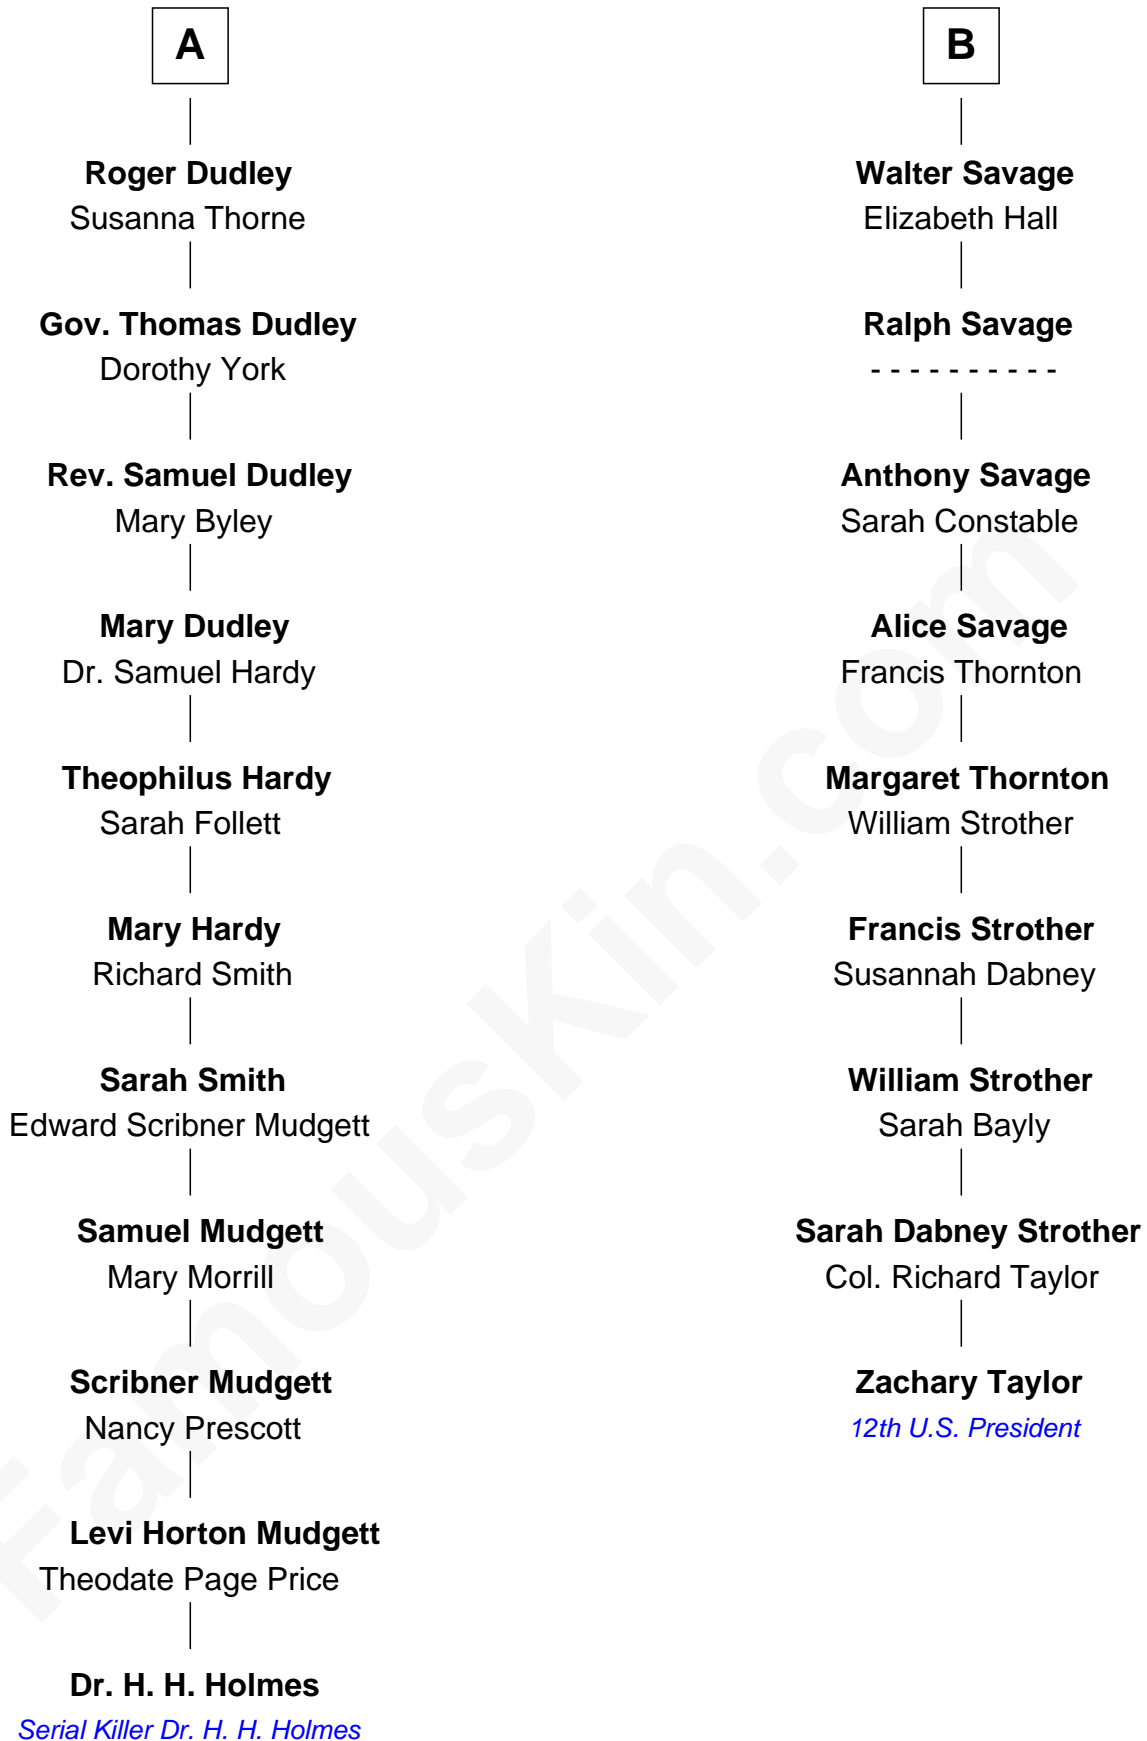 A
Roger Dudley
Susanna Thorne
Gov. Thomas Dudley
Dorothy York
Rev. Samuel Dudley
Mary Byley
Mary Dudley
Dr. Samuel Hardy
Theophilus Hardy
Sarah Follett
Mary Hardy
Richard Smith
Sarah Smith
Edward Scribner Mudgett
Samuel Mudgett
Mary Morrill
Scribner Mudgett
Nancy Prescott
Levi Horton Mudgett
Theodate Page Price
Dr. H. H. Holmes
Serial Killer Dr. H. H. Holmes
B
Walter Savage
Elizabeth Hall
Ralph Savage
- - - - - - - - - -
Anthony Savage
Sarah Constable
Alice Savage
Francis Thornton
Margaret Thornton
William Strother
Francis Strother
Susannah Dabney
William Strother
Sarah Bayly
Sarah Dabney Strother
Col. Richard Taylor
Zachary Taylor
12th U.S. President
FamousKin.com